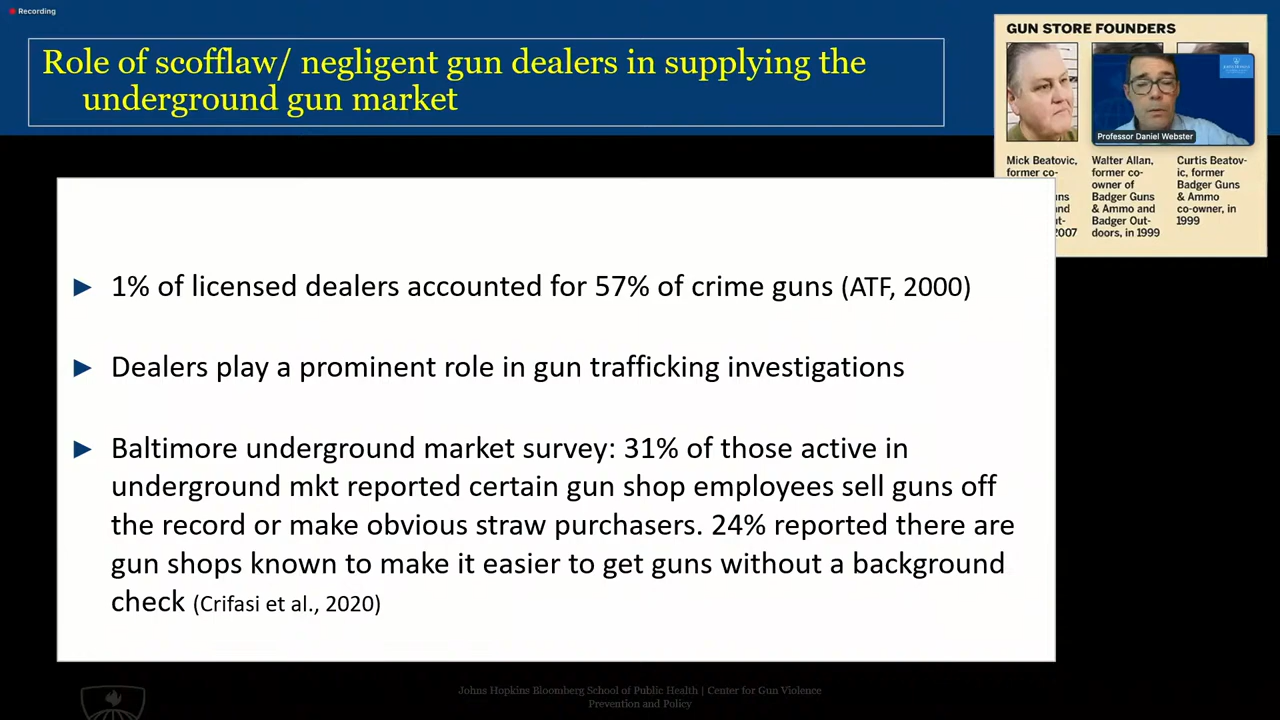 Recording
Role of scofflaw/ negligent gun dealers in supplying the
underground gun market
GUN STORE FOUNDERS
Professor Daniel Webster
Mick Beatovic,
former co-
2007
Walter Allan,
former co-
owner of
Badger Guns
& Ammo and
Badger Out-
doors, in 1999
Curtis Beatov-
ic, former
Badger Guns
& Ammo
co-owner, in
1999
► 1% of licensed dealers accounted for 57% of crime guns (ATF, 2000)
► Dealers play a prominent role in gun trafficking investigations
► Baltimore underground market survey: 31% of those active in
underground mkt reported certain gun shop employees sell guns off
the record or make obvious straw purchasers. 24% reported there are
gun shops known to make it easier to get guns without a background
check (Crifasi et al., 2020)
Johns Hopkins Bloomberg School of Public Health | Center for Gun Violence
Prevention and Policy